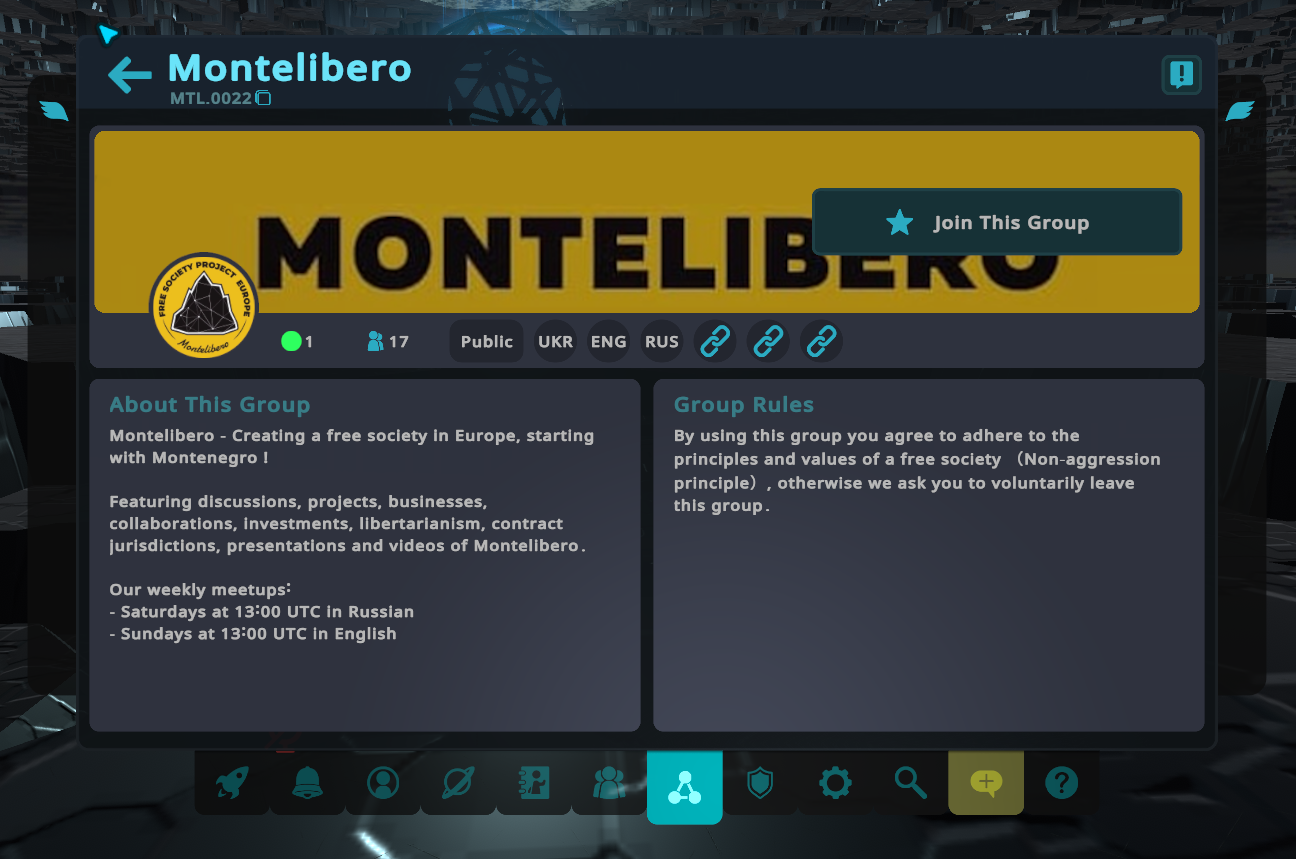 Montelibero
MTL.0022
MONTELIBERO
Join This Group
FREE SOCIETY PROJECT EUROPE
Montelibero
1
17
Public
UKR
ENG
RUS
About This Group
Montelibero - Creating a free society in Europe, starting
with Montenegro !
Featuring discussions, projects, businesses,
collaborations, investments, libertarianism, contract
jurisdictions, presentations and videos of Montelibero.
Our weekly meetups:
- Saturdays at 13:00 UTC in Russian
- Sundays at 13:00 UTC in English
Group Rules
By using this group you agree to adhere to the
principles and values of a free society （Non-aggression
principle）, otherwise we ask you to voluntarily leave
this group.